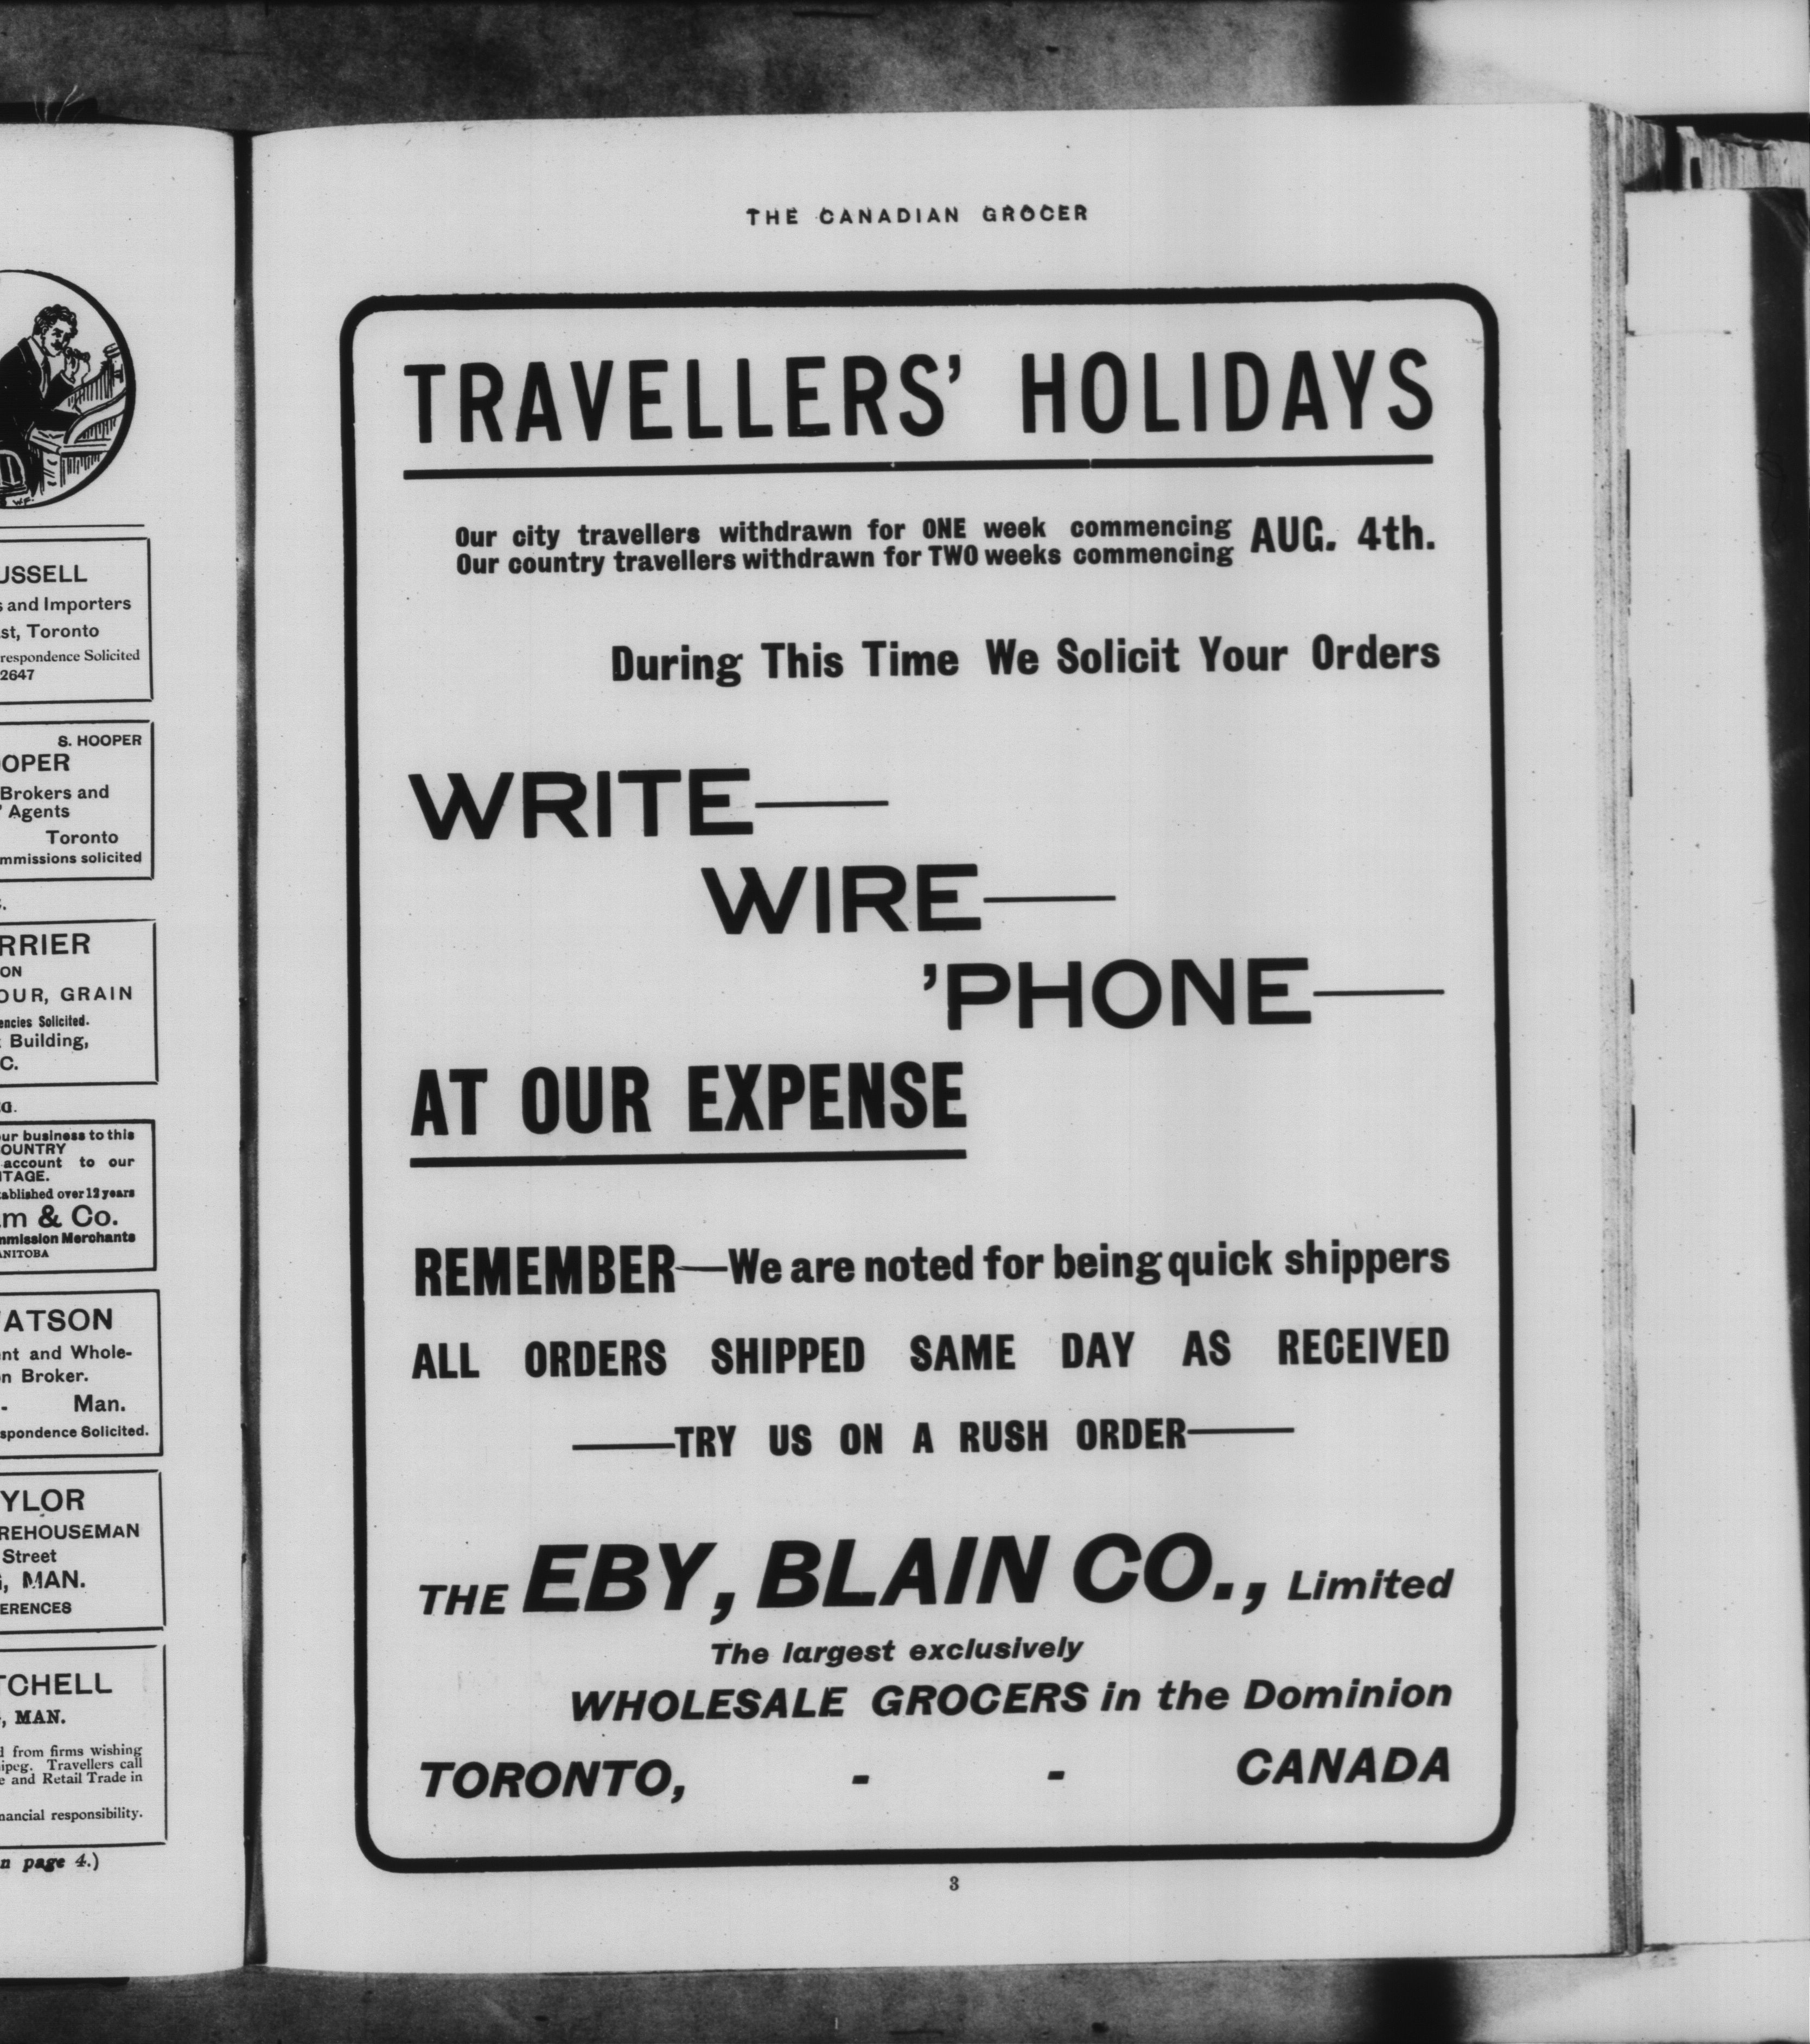 USSELL
s and Importers
st, Toronto
respondence Solicited
2647
S. HOOPER
OPER
Brokers and
' Agents
Toronto
mmissions solicited
RRIER
ON
OUR, GRAIN
encies Solicited.
Building,
C.
ur business to this
OUNTRY
account to our
TAGE.
tablished over 12 years
m & Co.
mmission Merchants
ANITOBA
ATSON
nt and Whole-
n Broker.
- Man.
spondence Solicited.
YLOR
REHOUSEMAN
Street
, MAN.
ERENCES
TCHELL
, MAN.
d from firms wishing
ipeg. Travellers call
e and Retail Trade in
nancial responsibility.
n page 4.)
THE CANADIAN GROCER
TRAVELLERS' HOLIDAYS
Our city travellers withdrawn for ONE week commencing
Our country travellers withdrawn for TWO weeks commencing
AUG. 4th.
During This Time We Solicit Your Orders
WRITE—
WIRE—
'PHONE—
AT OUR EXPENSE
REMEMBER—We are noted for being quick shippers
ALL ORDERS SHIPPED SAME DAY AS RECEIVED
—TRY US ON A RUSH ORDER—
THE EBY, BLAIN CO., Limited
The largest exclusively
WHOLESALE GROCERS in the Dominion
TORONTO, - - CANADA
3